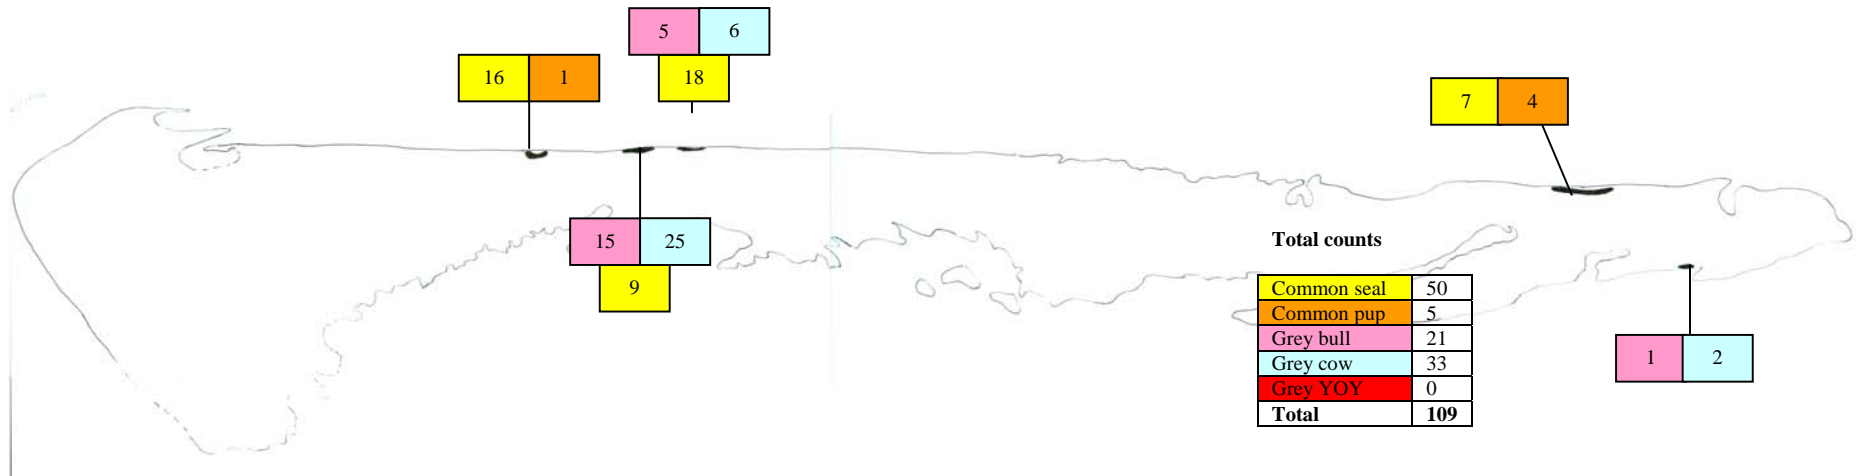 5 6
16 1
18
7 4
15 25
9
Total counts
Common seal 50
Common pup 5
Grey bull 21
Grey cow 33
Grey YOY 0
Total 109
1 2